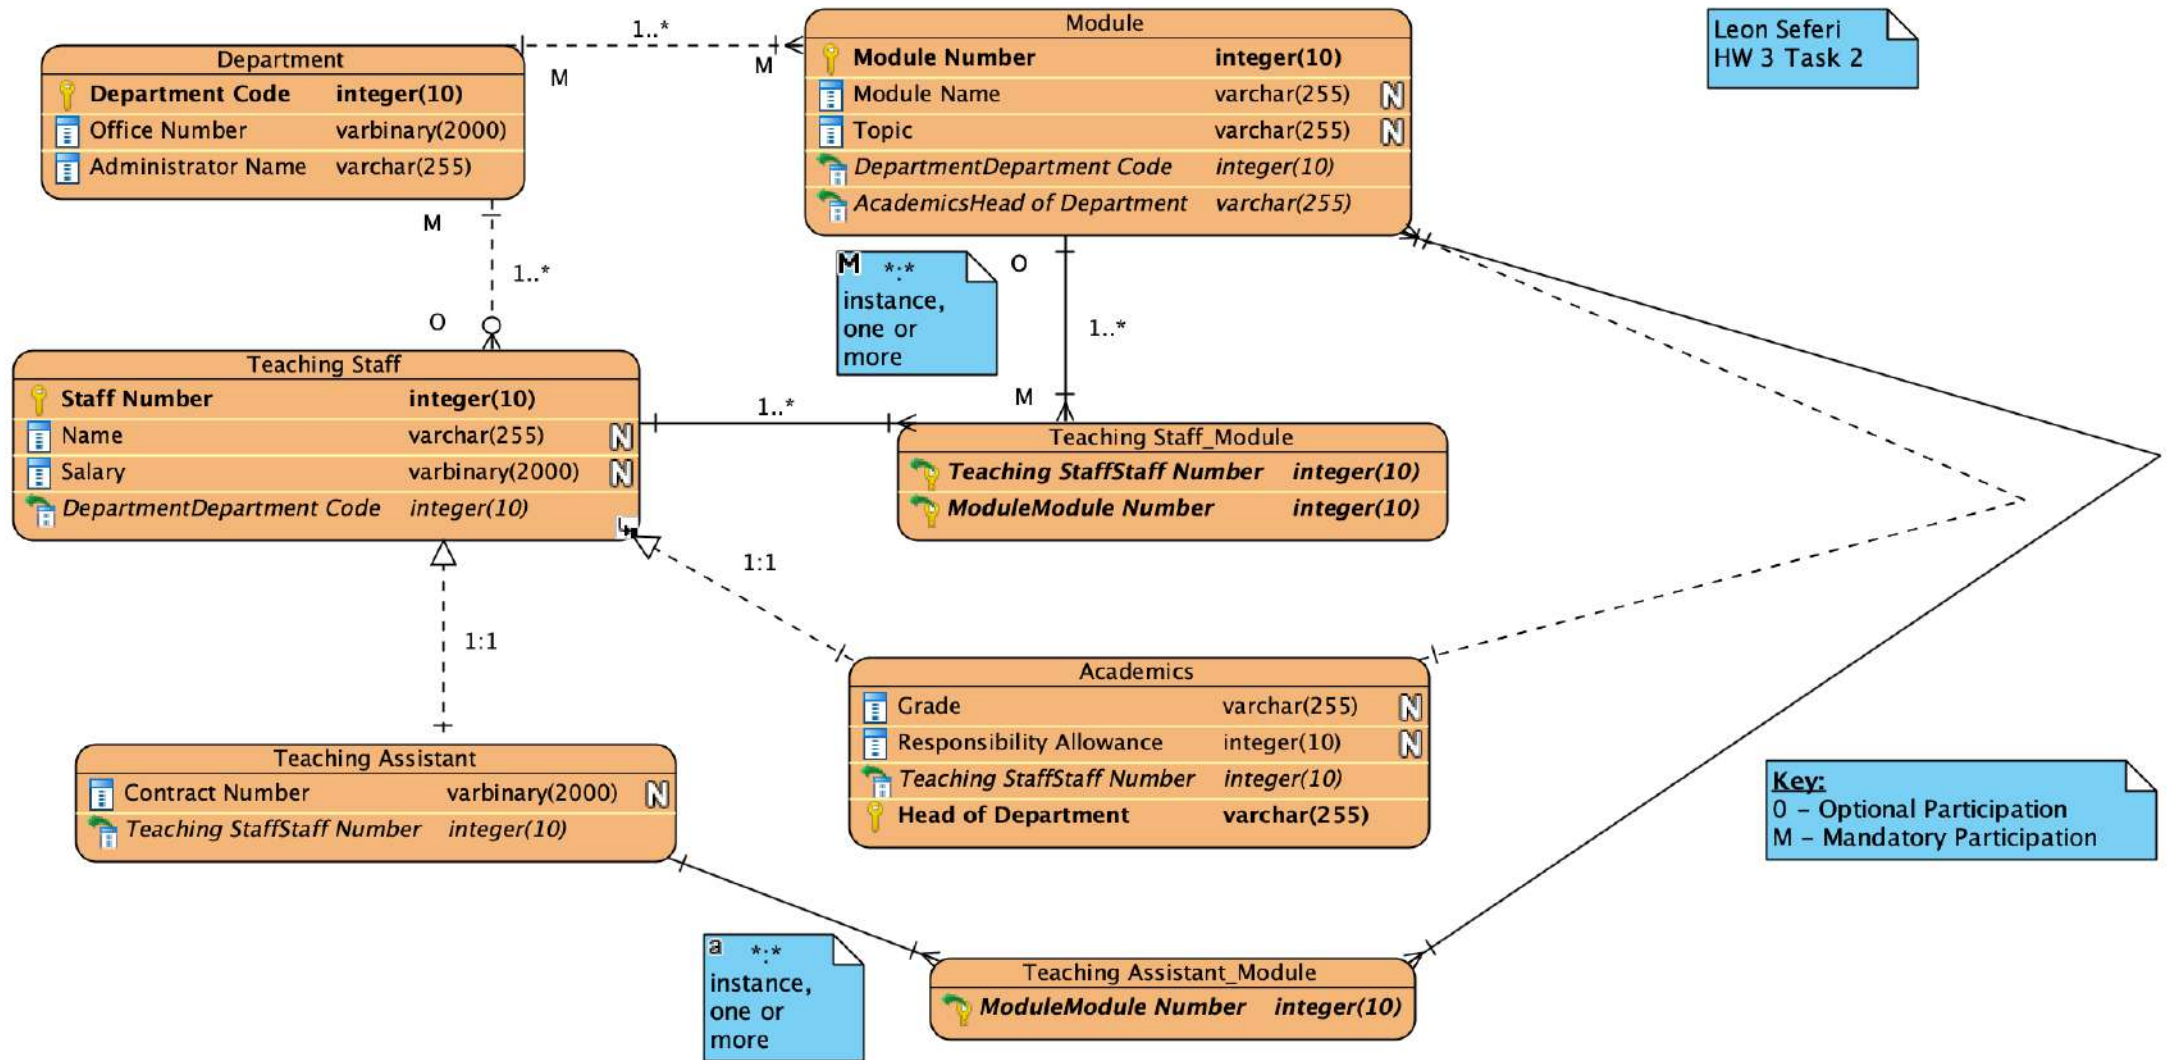 Department
Department Code integer(10)
Office Number varbinary(2000)
Administrator Name varchar(255)
1..*
M
M
Module
Module Number integer(10)
Module Name varchar(255) N
Topic varchar(255) N
DepartmentDepartment Code integer(10)
AcademicsHead of Department varchar(255)
Leon Seferi
HW 3 Task 2
M
1..*
O
M *:*
instance,
one or
more
O
1..*
M
Teaching Staff
Staff Number integer(10)
Name varchar(255) N
Salary varbinary(2000) N
DepartmentDepartment Code integer(10)
1..*
Teaching Staff_Module
Teaching StaffStaff Number integer(10)
ModuleModule Number integer(10)
1:1
1:1
Academics
Grade varchar(255) N
Responsibility Allowance integer(10) N
Teaching StaffStaff Number integer(10)
Head of Department varchar(255)
Teaching Assistant
Contract Number varbinary(2000) N
Teaching StaffStaff Number integer(10)
Key:
0 – Optional Participation
M – Mandatory Participation
a *:*
instance,
one or
more
Teaching Assistant_Module
ModuleModule Number integer(10)